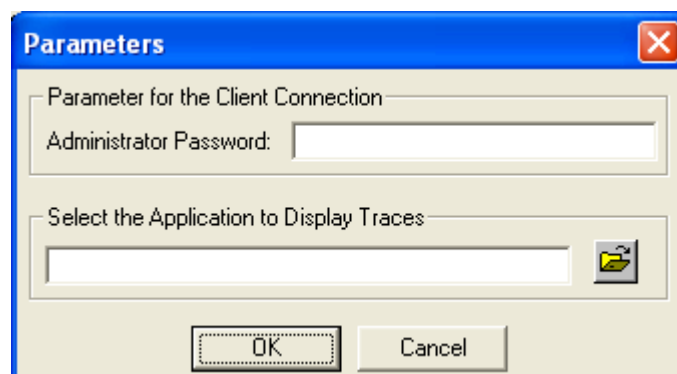 Parameters
Parameter for the Client Connection
Administrator Password:
Select the Application to Display Traces
OK Cancel